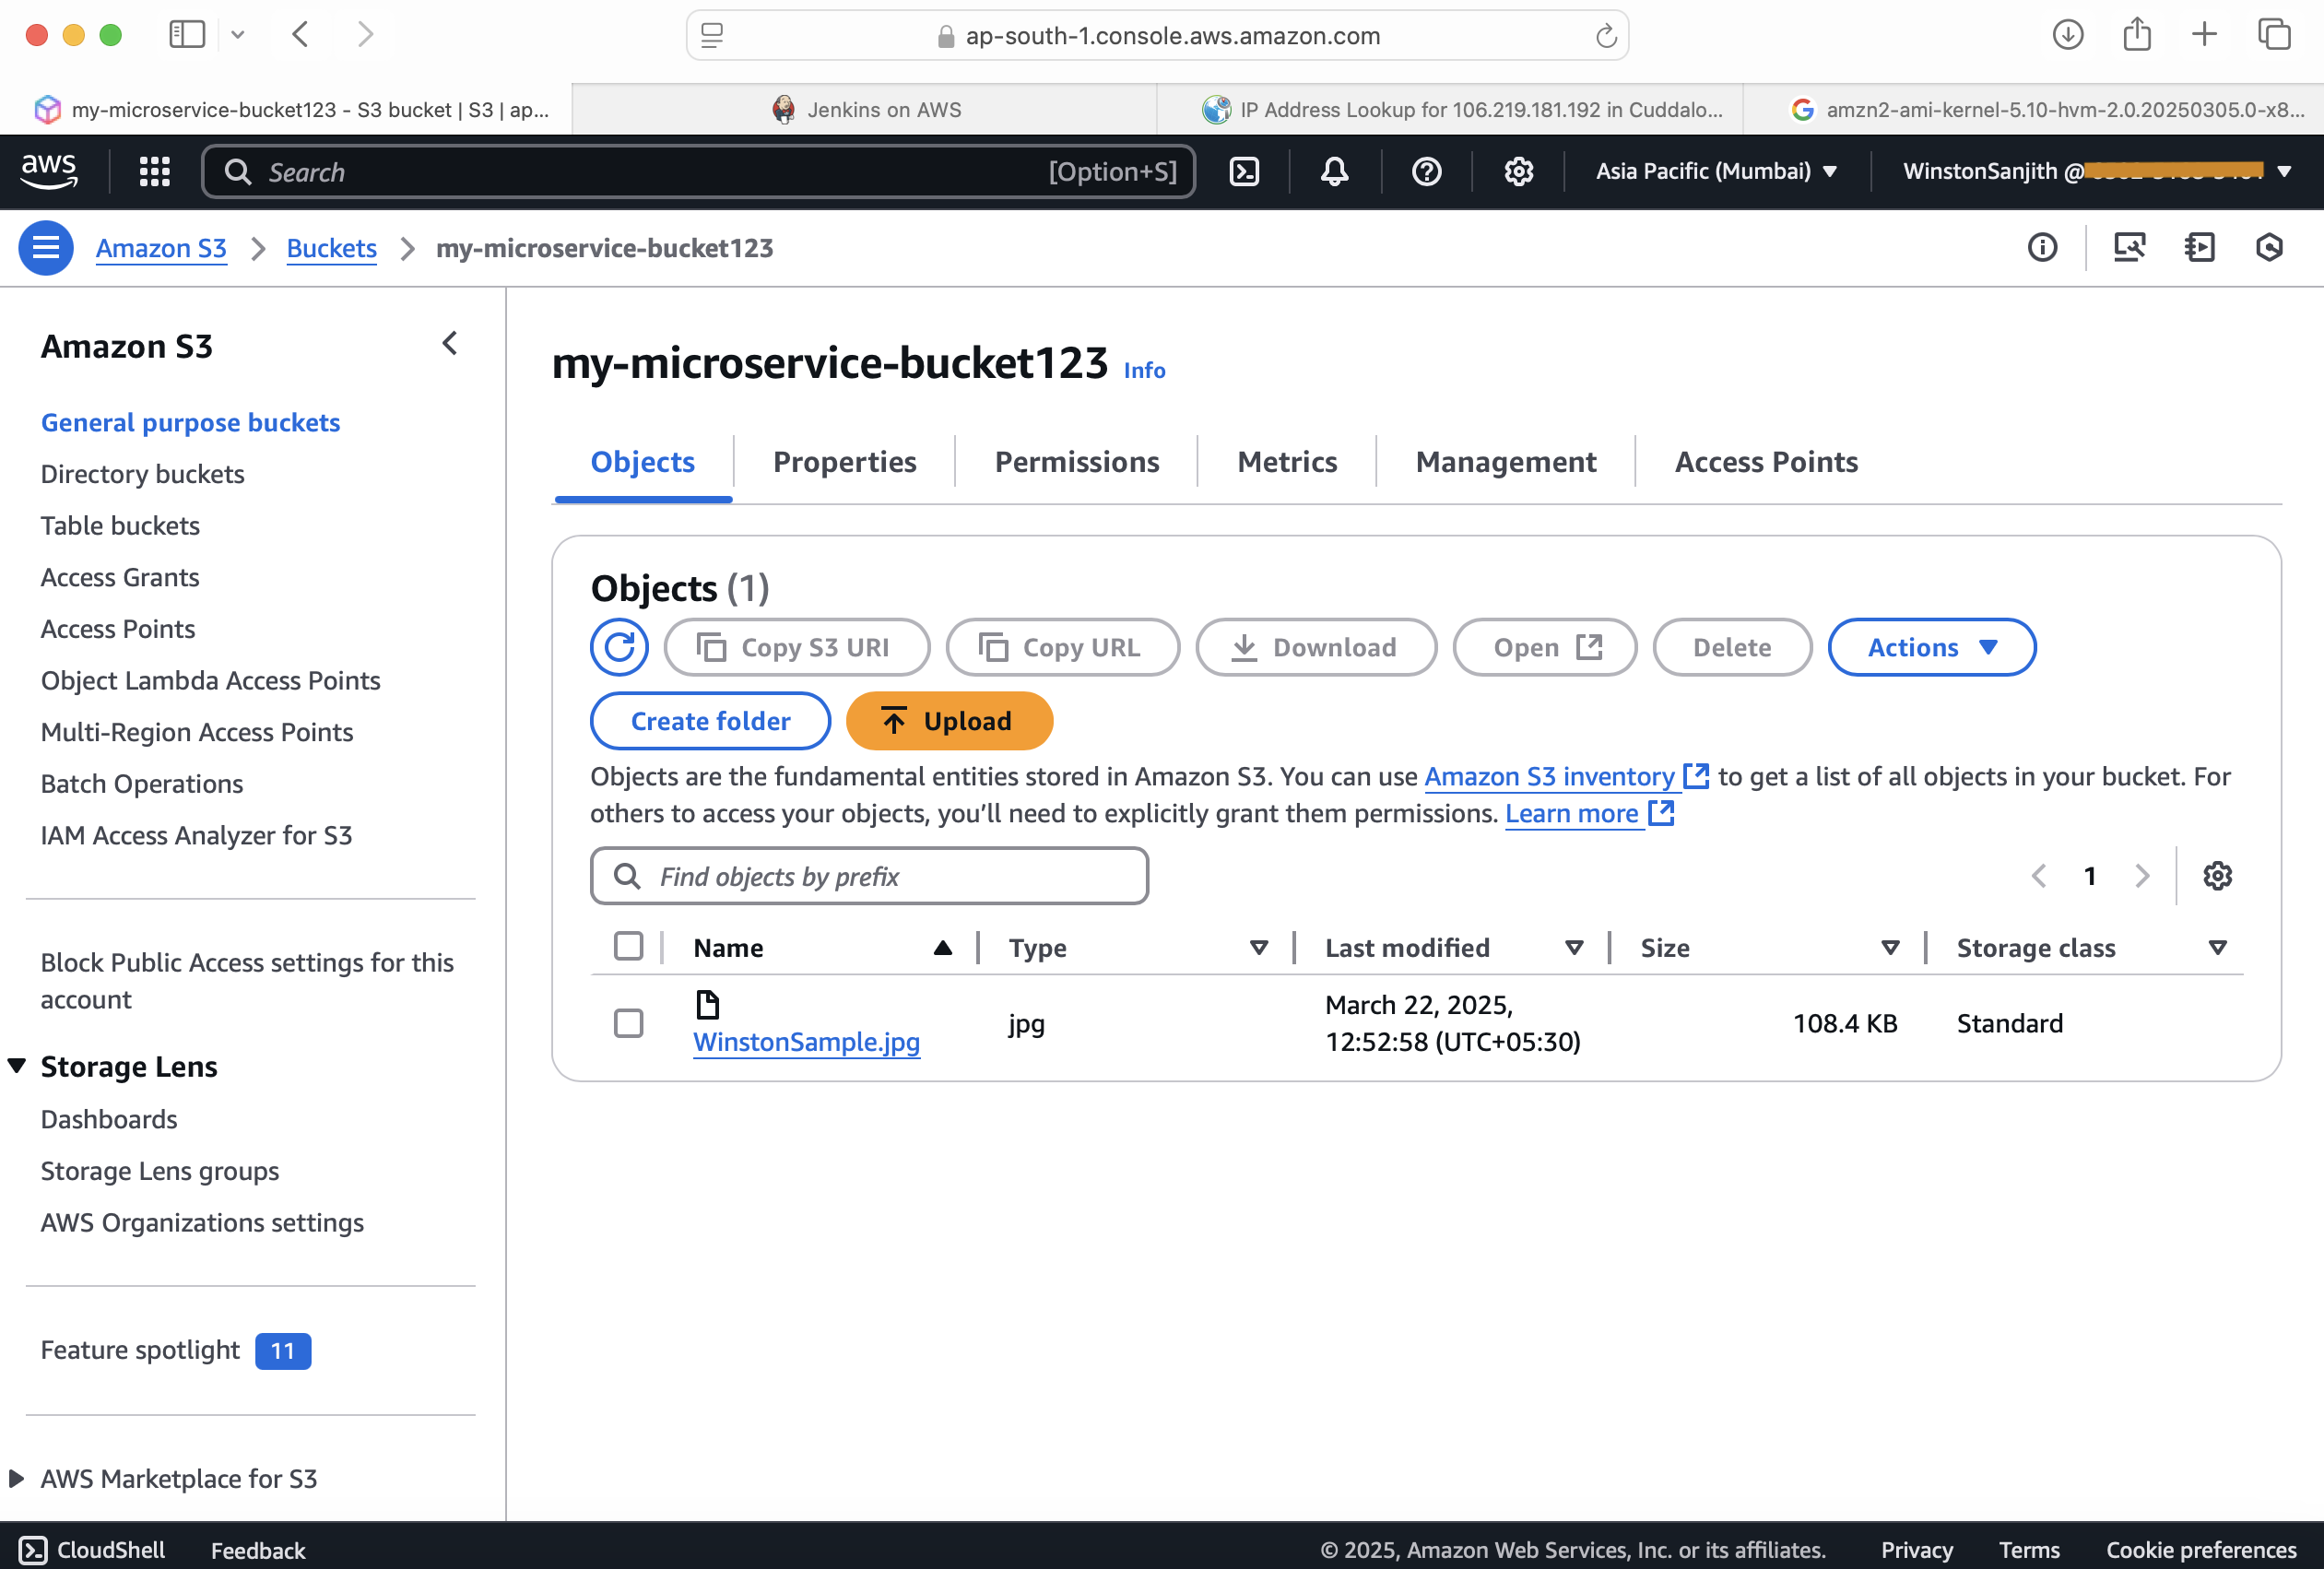 ap-south-1.console.aws.amazon.com
my-microservice-bucket123 - S3 bucket | S3 | ap...
Jenkins on AWS
IP Address Lookup for 106.219.181.192 in Cuddalo...
amzn2-ami-kernel-5.10-hvm-2.0.20250305.0-x8...
aws
Search
[Option+S]
Asia Pacific (Mumbai)
WinstonSanjith @
Amazon S3
Buckets
my-microservice-bucket123
Amazon S3
General purpose buckets
Directory buckets
Table buckets
Access Grants
Access Points
Object Lambda Access Points
Multi-Region Access Points
Batch Operations
IAM Access Analyzer for S3
Block Public Access settings for this
account
Storage Lens
Dashboards
Storage Lens groups
AWS Organizations settings
Feature spotlight 11
AWS Marketplace for S3
my-microservice-bucket123 Info
Objects
Properties
Permissions
Metrics
Management
Access Points
Objects (1)
Copy S3 URI
Copy URL
Download
Open
Delete
Actions
Create folder
Upload
Objects are the fundamental entities stored in Amazon S3. You can use Amazon S3 inventory to get a list of all objects in your bucket. For
others to access your objects, you’ll need to explicitly grant them permissions. Learn more
Find objects by prefix
1
Name
Type
Last modified
Size
Storage class
WinstonSample.jpg
jpg
March 22, 2025,
12:52:58 (UTC+05:30)
108.4 KB
Standard
CloudShell
Feedback
© 2025, Amazon Web Services, Inc. or its affiliates.
Privacy
Terms
Cookie preferences